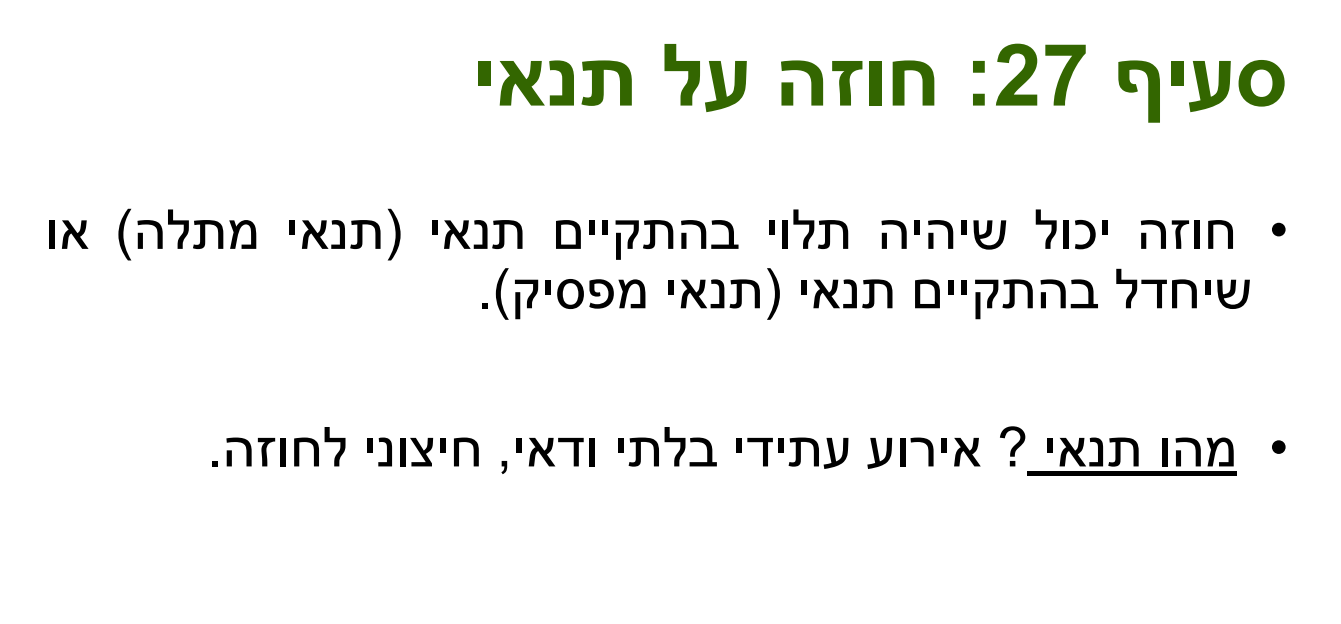 סעיף 27: חוזה על תנאי
• חוזה יכול שיהיה תלוי בהתקיים תנאי (תנאי מתלה) או
שיחדל בהתקיים תנאי (תנאי מפסיק).
• מהו תנאי ? אירוע עתידי בלתי ודאי, חיצוני לחוזה.